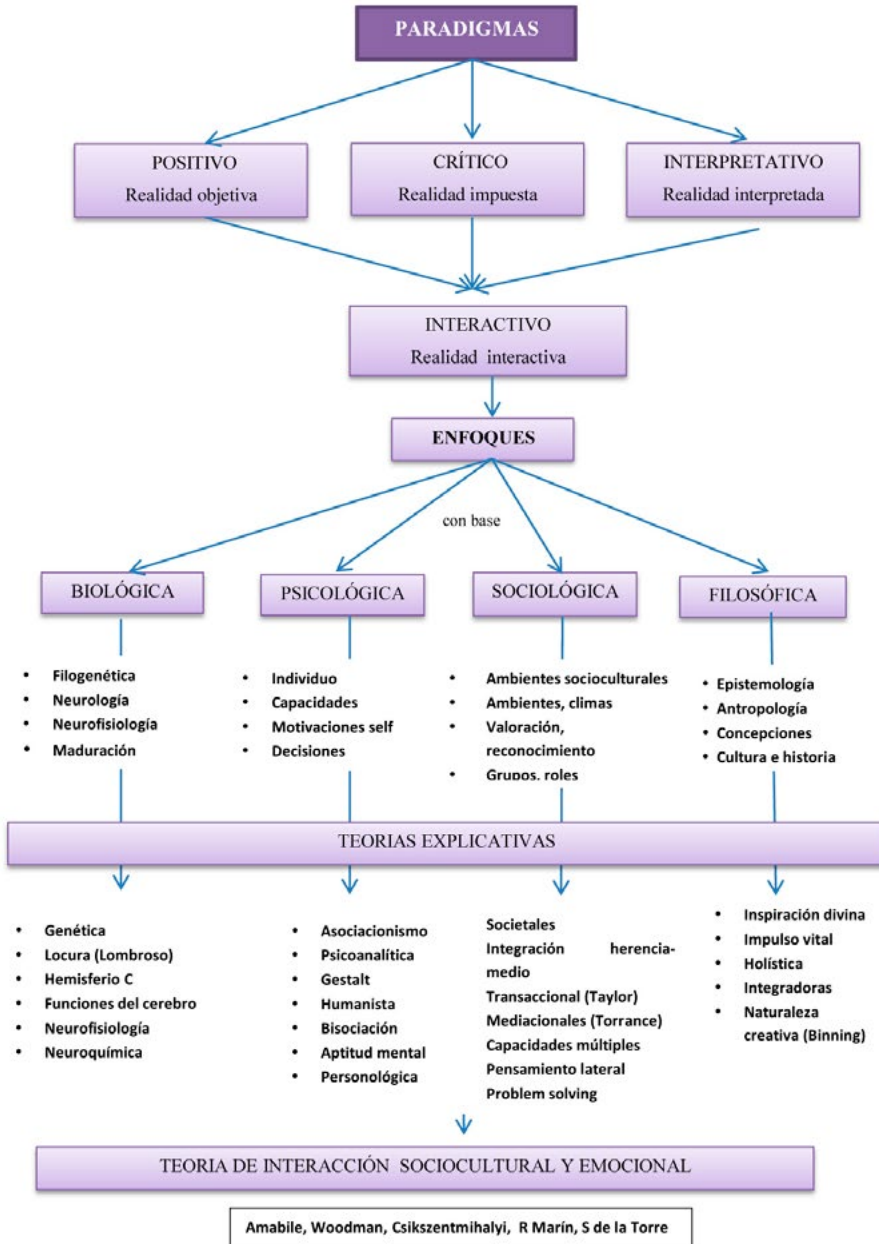 PARADIGMAS
POSITIVO
Realidad objetiva
CRÍTICO
Realidad impuesta
INTERPRETATIVO
Realidad interpretada
INTERACTIVO
Realidad interactiva
ENFOQUES
con base
BIOLÓGICA
PSICOLÓGICA
SOCIOLÓGICA
FILOSÓFICA
• Filogenética
• Neurología
• Neurofisiología
• Maduración
• Individuo
• Capacidades
• Motivaciones self
• Decisiones
• Ambientes socioculturales
• Ambientes, climas
• Valoración,
reconocimiento
• Grupos. roles
• Epistemología
• Antropología
• Concepciones
• Cultura e historia
TEORIAS EXPLICATIVAS
• Genética
• Locura (Lombroso)
• Hemisferio C
• Funciones del cerebro
• Neurofisiología
• Neuroquímica
• Asociacionismo
• Psicoanalítica
• Gestalt
• Humanista
• Bisociación
• Aptitud mental
• Personológica
Societales
Integración herencia-
medio
Transaccional (Taylor)
Mediacionales (Torrance)
Capacidades múltiples
Pensamiento lateral
Problem solving
• Inspiración divina
• Impulso vital
• Holística
• Integradoras
• Naturaleza
creativa (Binning)
TEORIA DE INTERACCIÓN SOCIOCULTURAL Y EMOCIONAL
Amabile, Woodman, Csikszentmihalyi, R Marín, S de la Torre